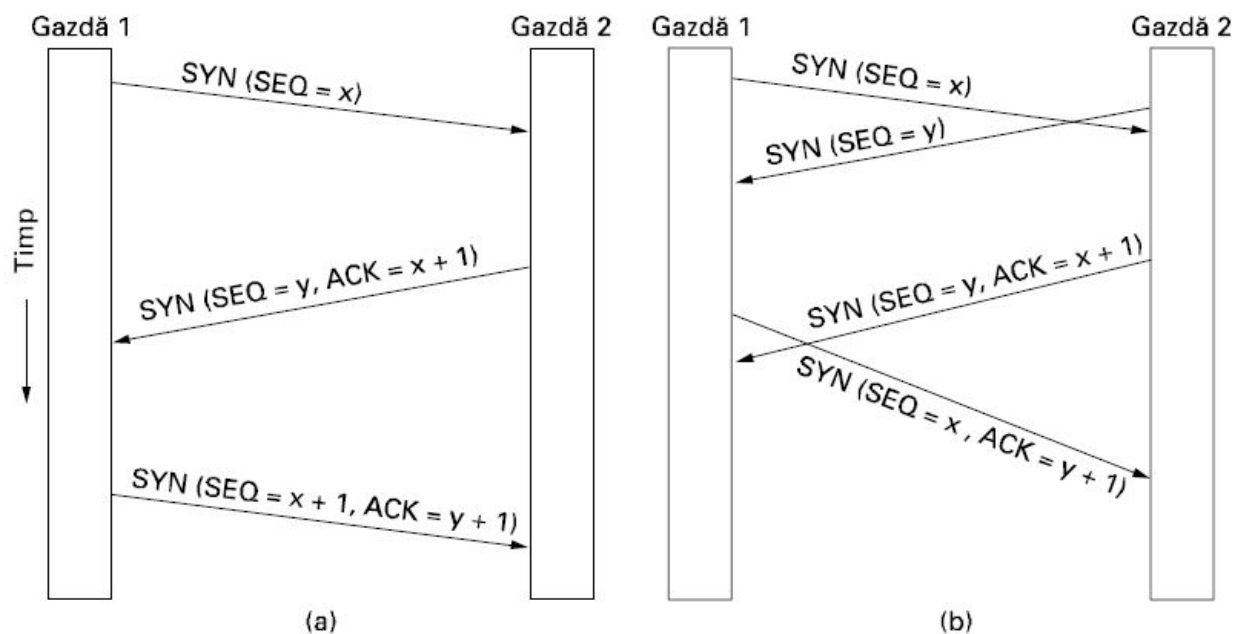 Gazdă 1
Gazdă 2
SYN (SEQ = x)
SYN (SEQ = y, ACK = x + 1)
SYN (SEQ = x + 1, ACK = y + 1)
Timp
(a)
Gazdă 1
Gazdă 2
SYN (SEQ = x)
SYN (SEQ = y)
SYN (SEQ = y, ACK = x + 1)
SYN (SEQ = x , ACK = y + 1)
(b)